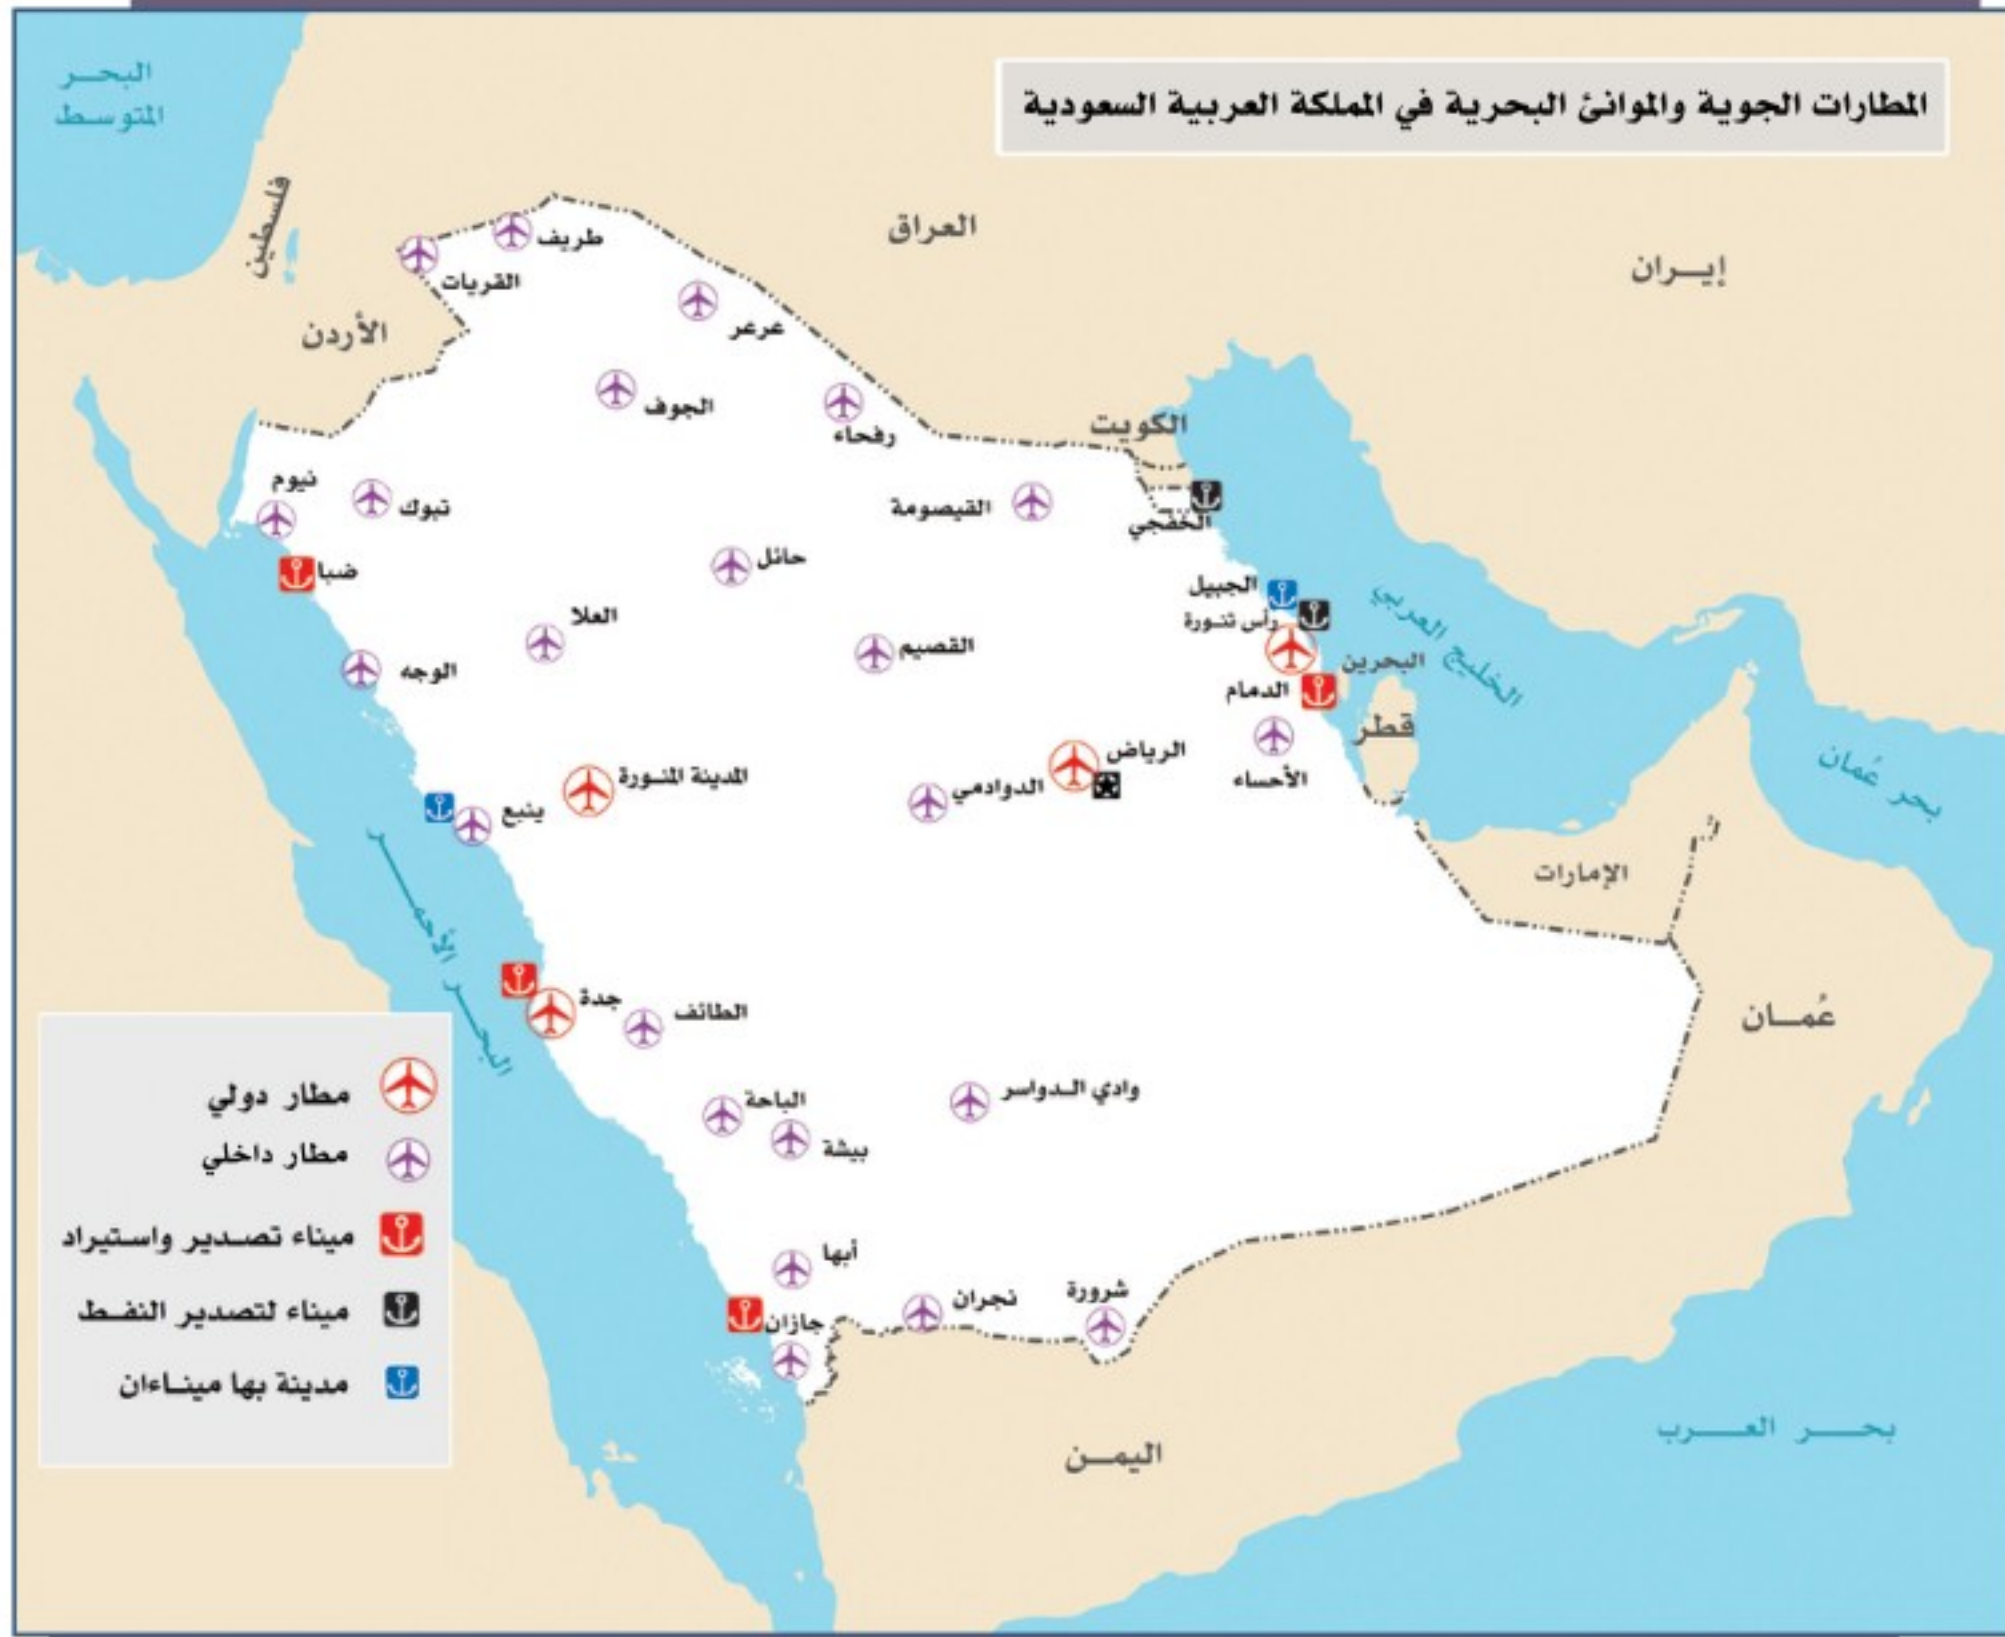 المطارات الجوية والموانئ البحرية في المملكة العربية السعودية
البحر
المتوسط
فلسطين
الأردن
العراق
إيران
الكويت
طريف
القريات
عرعر
الجوف
رفحاء
نيوم
تبوك
القيصومة
الخفجي
ضبا
حائل
الجبيل
رأس تنورة
الخليج العربي
العلا
الوجه
القصيم
البحرين
الدمام
قطر
الرياض
الأحساء
المدينة المنورة
الدوادمي
ينبع
بحر عُمان
الإمارات
البحر الأحمر
جدة
الطائف
عُمان
الباحة
وادي الدواسر
بيشة
أبها
نجران
شرورة
جازان
اليمن
بحر العرب
مطار دولي
مطار داخلي
ميناء تصدير واستيراد
ميناء لتصدير النفط
مدينة بها ميناءان